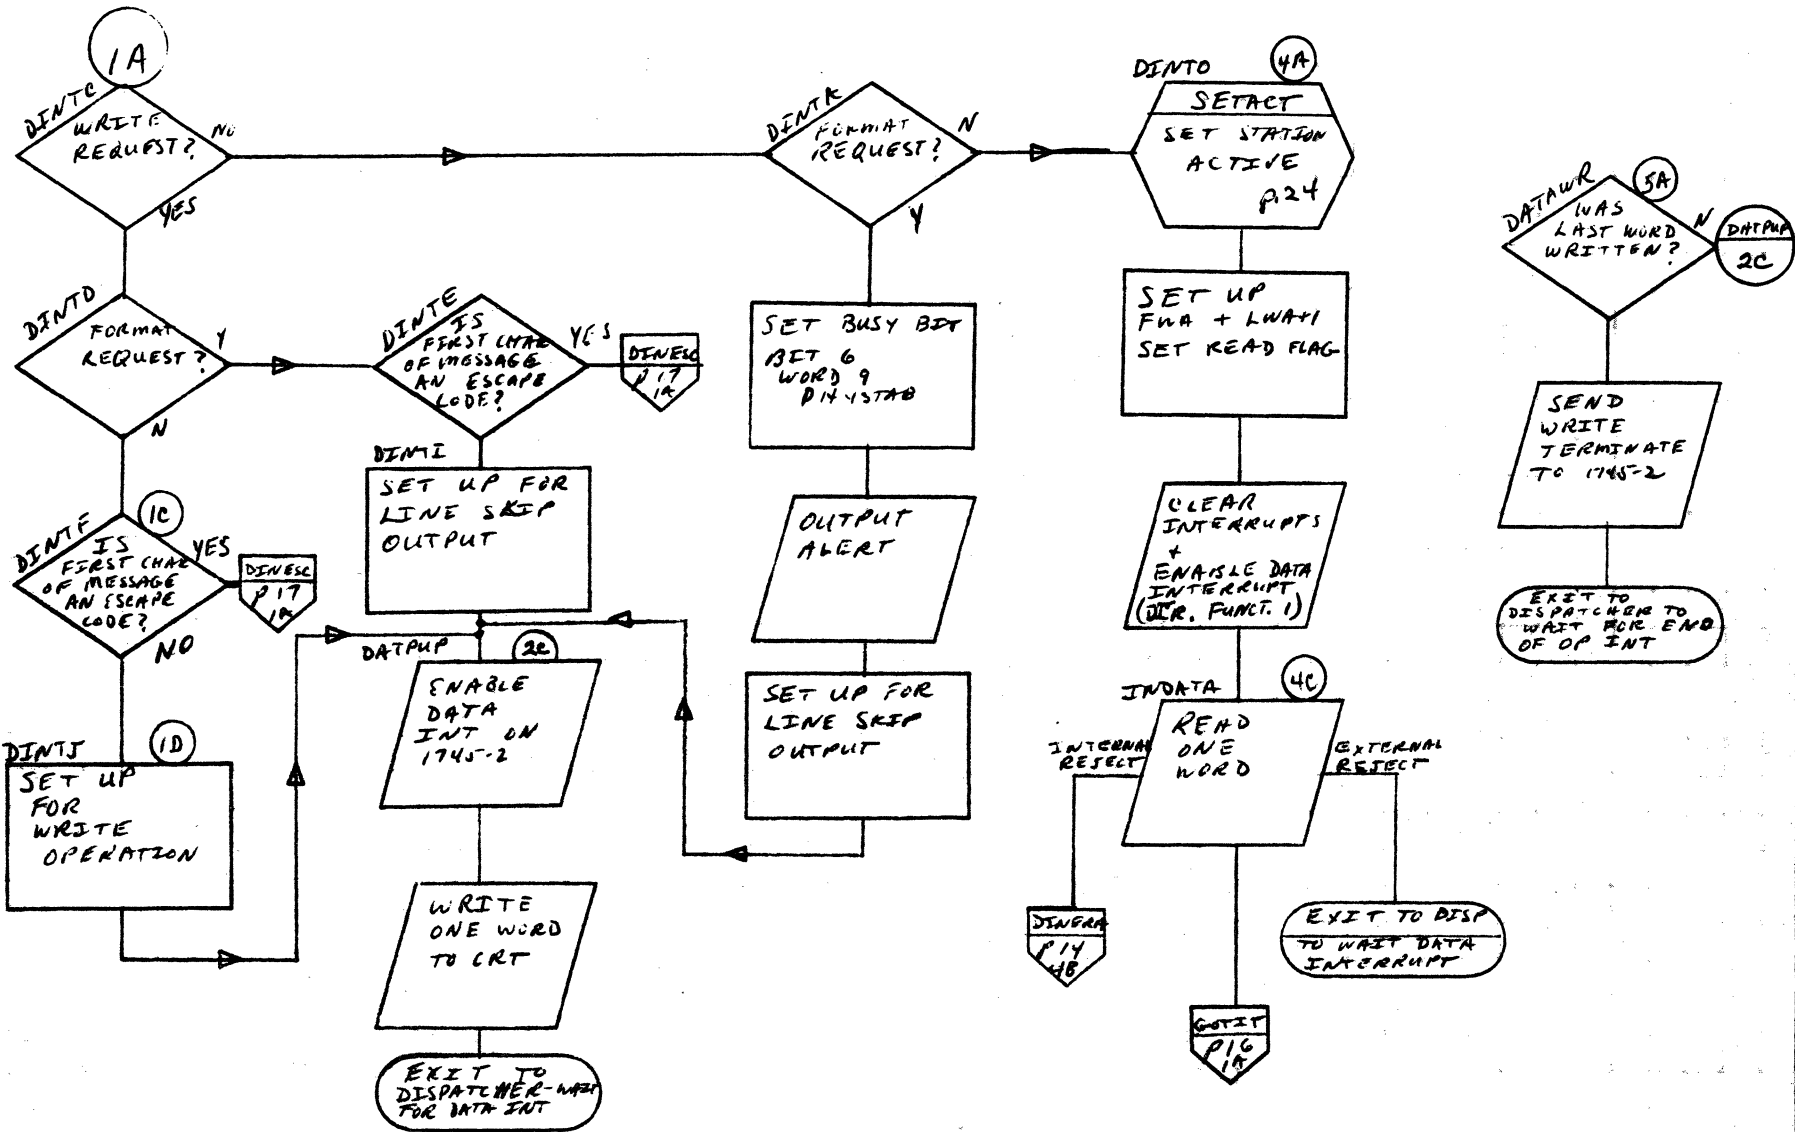 1A
DINTC
WRITE
REQUEST?
NO
YES
DINTD
FORMAT
REQUEST?
Y
N
DINTE
IS
FIRST CHAR
OF MESSAGE
AN ESCAPE
CODE?
YES
DINESC
P17
1A
DINTF
1C
IS
FIRST CHAR
OF MESSAGE
AN ESCAPE
CODE?
YES
NO
DINESC
P17
1A
DINTJ
1D
SET UP
FOR
WRITE
OPERATION
DINTI
SET UP FOR
LINE SKIP
OUTPUT
DATPUP
2C
ENABLE
DATA
INT ON
1745-2
WRITE
ONE WORD
TO CRT
EXIT TO
DISPATCHER-WAIT
FOR DATA INT
DINTK
FORMAT
REQUEST?
N
Y
SET BUSY BIT
BIT 6
WORD 9
OUTPUT
ALERT
SET UP FOR
LINE SKIP
OUTPUT
DINTO
4A
SETACT
SET STATION
ACTIVE
P.24
SET UP
FWA + LWA+1
SET READ FLAG
CLEAR
INTERRUPTS
+
ENABLE DATA
INTERRUPT
(DIR. FUNCT. 1)
INDATA
4C
READ
ONE
WORD
INTERNAL
REJECT
EXTERNAL
REJECT
DINERA
P14
4B
EXIT TO DISP
TO WAIT DATA
INTERRUPT
GOTIT
P16
1A
DATAWR
5A
WAS
LAST WORD
WRITTEN?
N
DATPUP
2C
SEND
WRITE
TERMINATE
TO 1745-2
EXIT TO
DISPATCHER TO
WAIT FOR END
OF OP INT